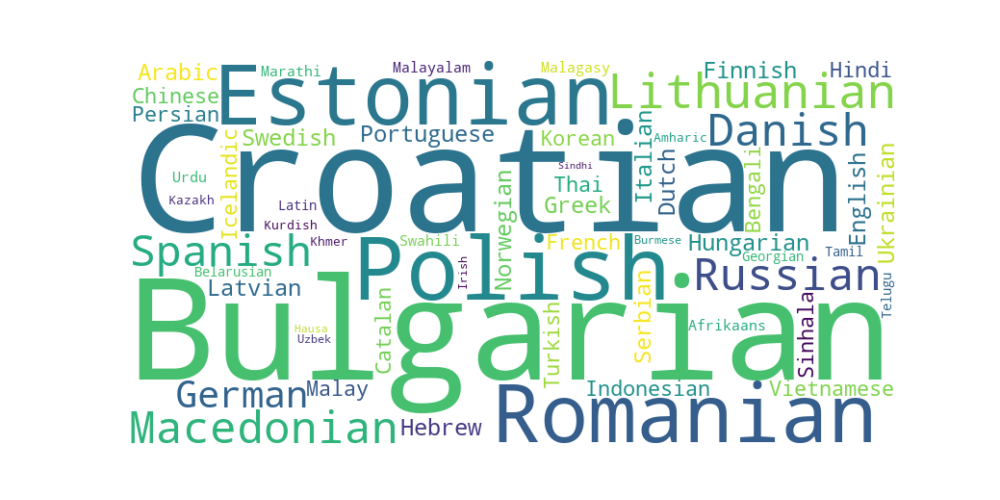 Arabic
Marathi
Malayalam
Malagasy
Finnish
Hindi
Chinese
Estonian
Lithuanian
Persian
Croatian
Swedish
Portuguese
Korean
Amharic
Danish
Icelandic
Italian
Dutch
Bengali
English
Ukrainian
Urdu
Sindhi
Thai
Kazakh
Latin
Norwegian
Greek
Kurdish
Spanish
Khmer
Polish
Swahili
French
Burmese
Hungarian
Georgian
Tamil
Belarusian
Irish
Russian
Telugu
Latvian
Bulgarian
Catalan
Turkish
Serbian
Sinhala
Hausa
Uzbek
Afrikaans
German
Malay
Romanian
Indonesian
Vietnamese
Macedonian
Hebrew